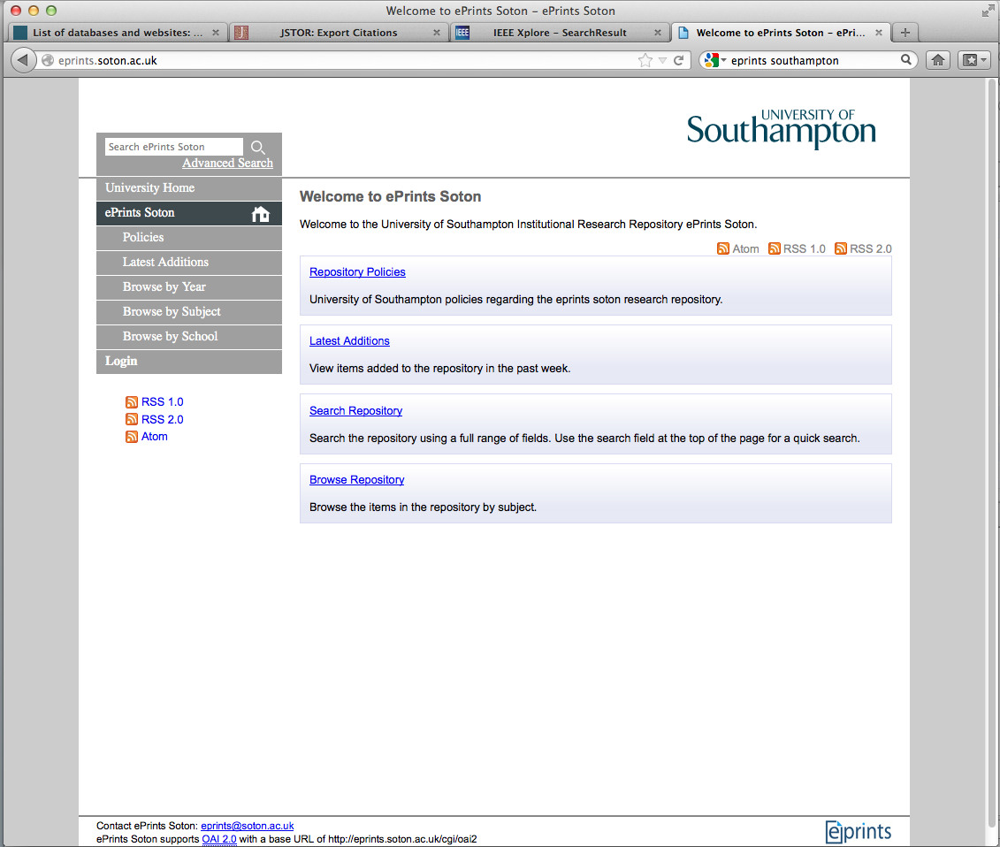 Welcome to ePrints Soton – ePrints Soton
List of databases and websites: ...
JSTOR: Export Citations
IEEE
IEEE Xplore – SearchResult
Welcome to ePrints Soton – ePri...
eprints.soton.ac.uk
eprints southampton
UNIVERSITY OF
Southampton
Search ePrints Soton
Advanced Search
University Home
ePrints Soton
Policies
Latest Additions
Browse by Year
Browse by Subject
Browse by School
Login
RSS 1.0
RSS 2.0
Atom
Welcome to ePrints Soton
Welcome to the University of Southampton Institutional Research Repository ePrints Soton.
Atom RSS 1.0 RSS 2.0
Repository Policies
University of Southampton policies regarding the eprints soton research repository.
Latest Additions
View items added to the repository in the past week.
Search Repository
Search the repository using a full range of fields. Use the search field at the top of the page for a quick search.
Browse Repository
Browse the items in the repository by subject.
Contact ePrints Soton: eprints@soton.ac.uk
ePrints Soton supports OAI 2.0 with a base URL of http://eprints.soton.ac.uk/cgi/oai2
eprints